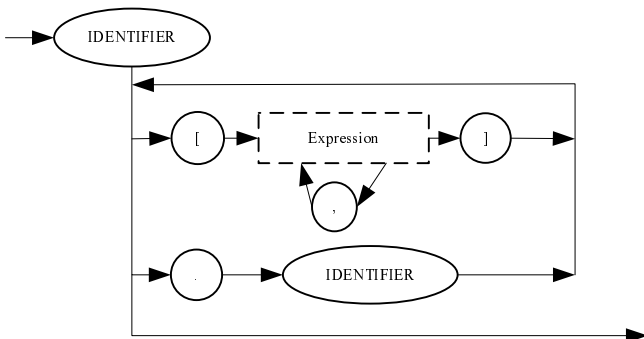 IDENTIFIER
[ Expression ]
,
. IDENTIFIER